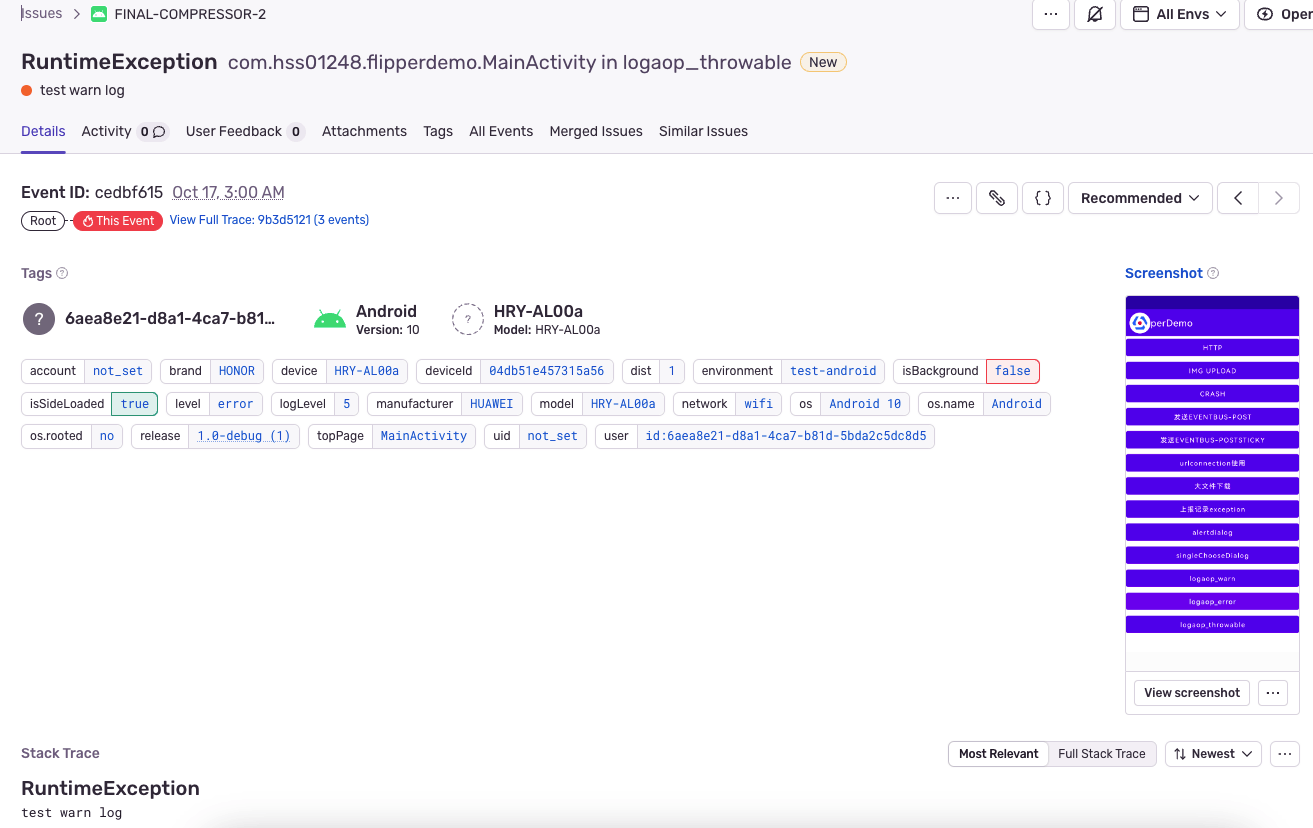 Issues > FINAL-COMPRESSOR-2
All Envs
Oper
RuntimeException com.hss01248.flipperdemo.MainActivity in logaop_throwable New
test warn log
Details Activity 0 User Feedback 0 Attachments Tags All Events Merged Issues Similar Issues
Event ID: cedbf615 Oct 17, 3:00 AM
{ } Recommended
Root This Event View Full Trace: 9b3d5121 (3 events)
Tags ?
Screenshot ?
? 6aea8e21-d8a1-4ca7-b81...
Android
Version: 10
? HRY-AL00a
Model: HRY-AL00a
account not_set brand HONOR device HRY-AL00a deviceId 04db51e457315a56 dist 1 environment test-android isBackground false
isSideLoaded true level error logLevel 5 manufacturer HUAWEI model HRY-AL00a network wifi os Android 10 os.name Android
os.rooted no release 1.0-debug (1) topPage MainActivity uid not_set user id:6aea8e21-d8a1-4ca7-b81d-5bda2c5dc8d5
perDemo
HTTP
IMG UPLOAD
CRASH
发送EVENTBUS-POST
发送EVENTBUS-POSTSTICKY
urlconnection使用
大文件下载
上报记录exception
alertdialog
singleChooseDialog
logaop_warn
logaop_error
logaop_throwable
View screenshot ...
Stack Trace
Most Relevant Full Stack Trace Newest ...
RuntimeException
test warn log